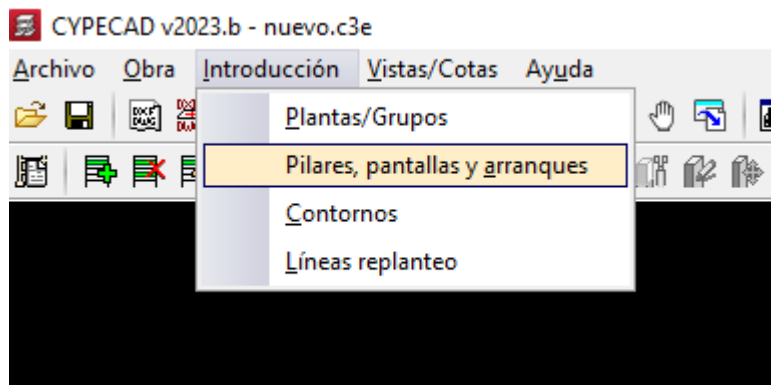 CYPECAD v2023.b - nuevo.c3e
Archivo Obra Introducción Vistas/Cotas Ayuda
Plantas/Grupos
Pilares, pantallas y arranques
Contornos
Líneas replanteo